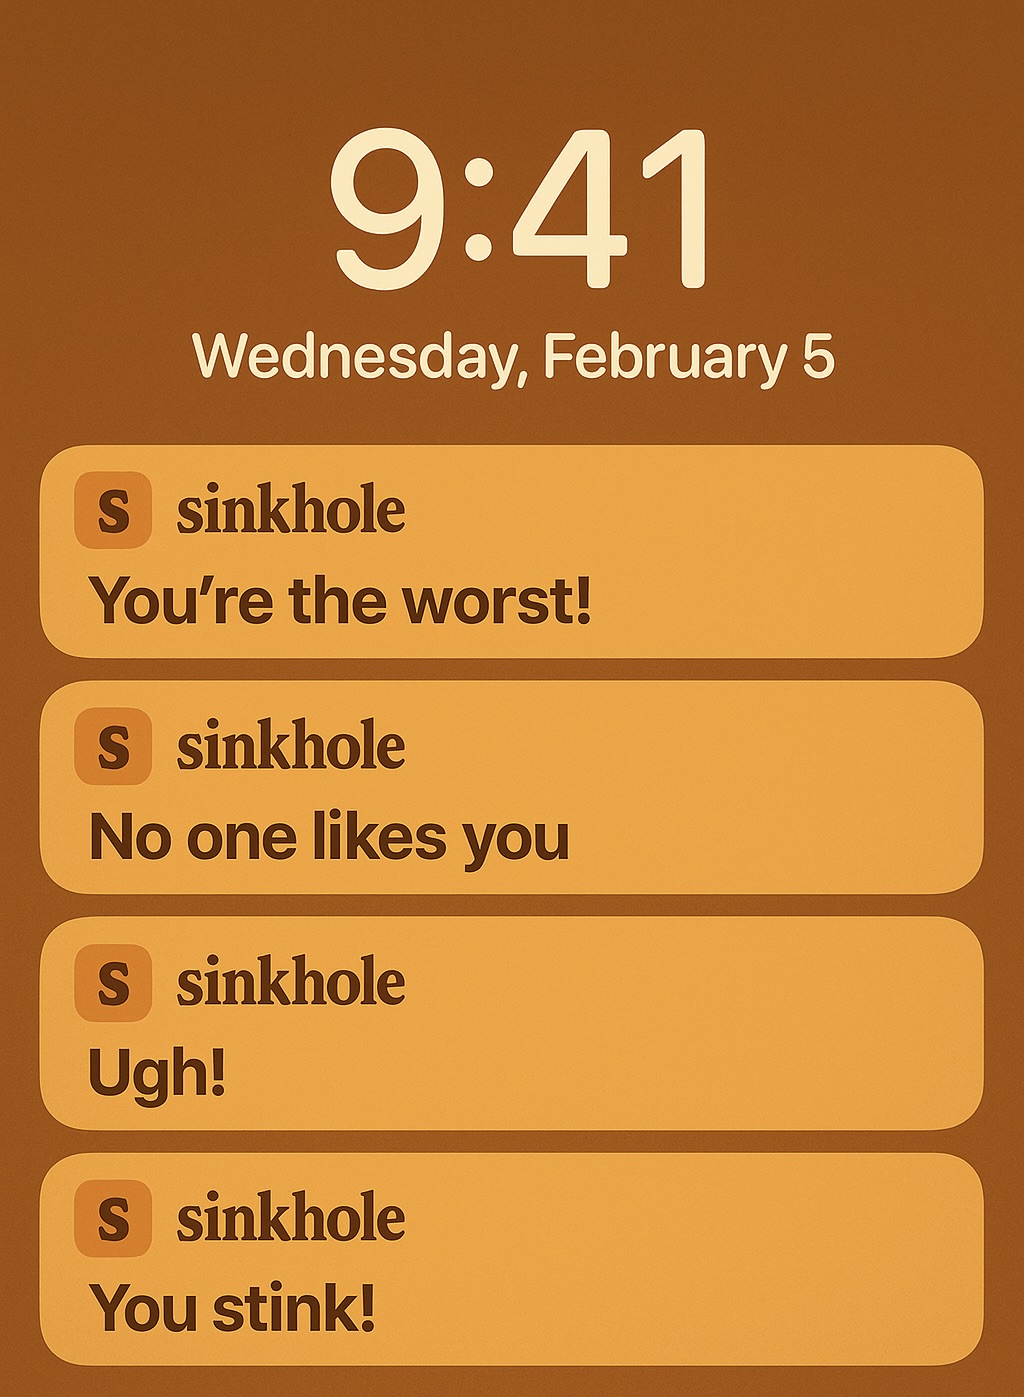 9:41
Wednesday, February 5
S sinkhole
You’re the worst!
S sinkhole
No one likes you
S sinkhole
Ugh!
S sinkhole
You stink!